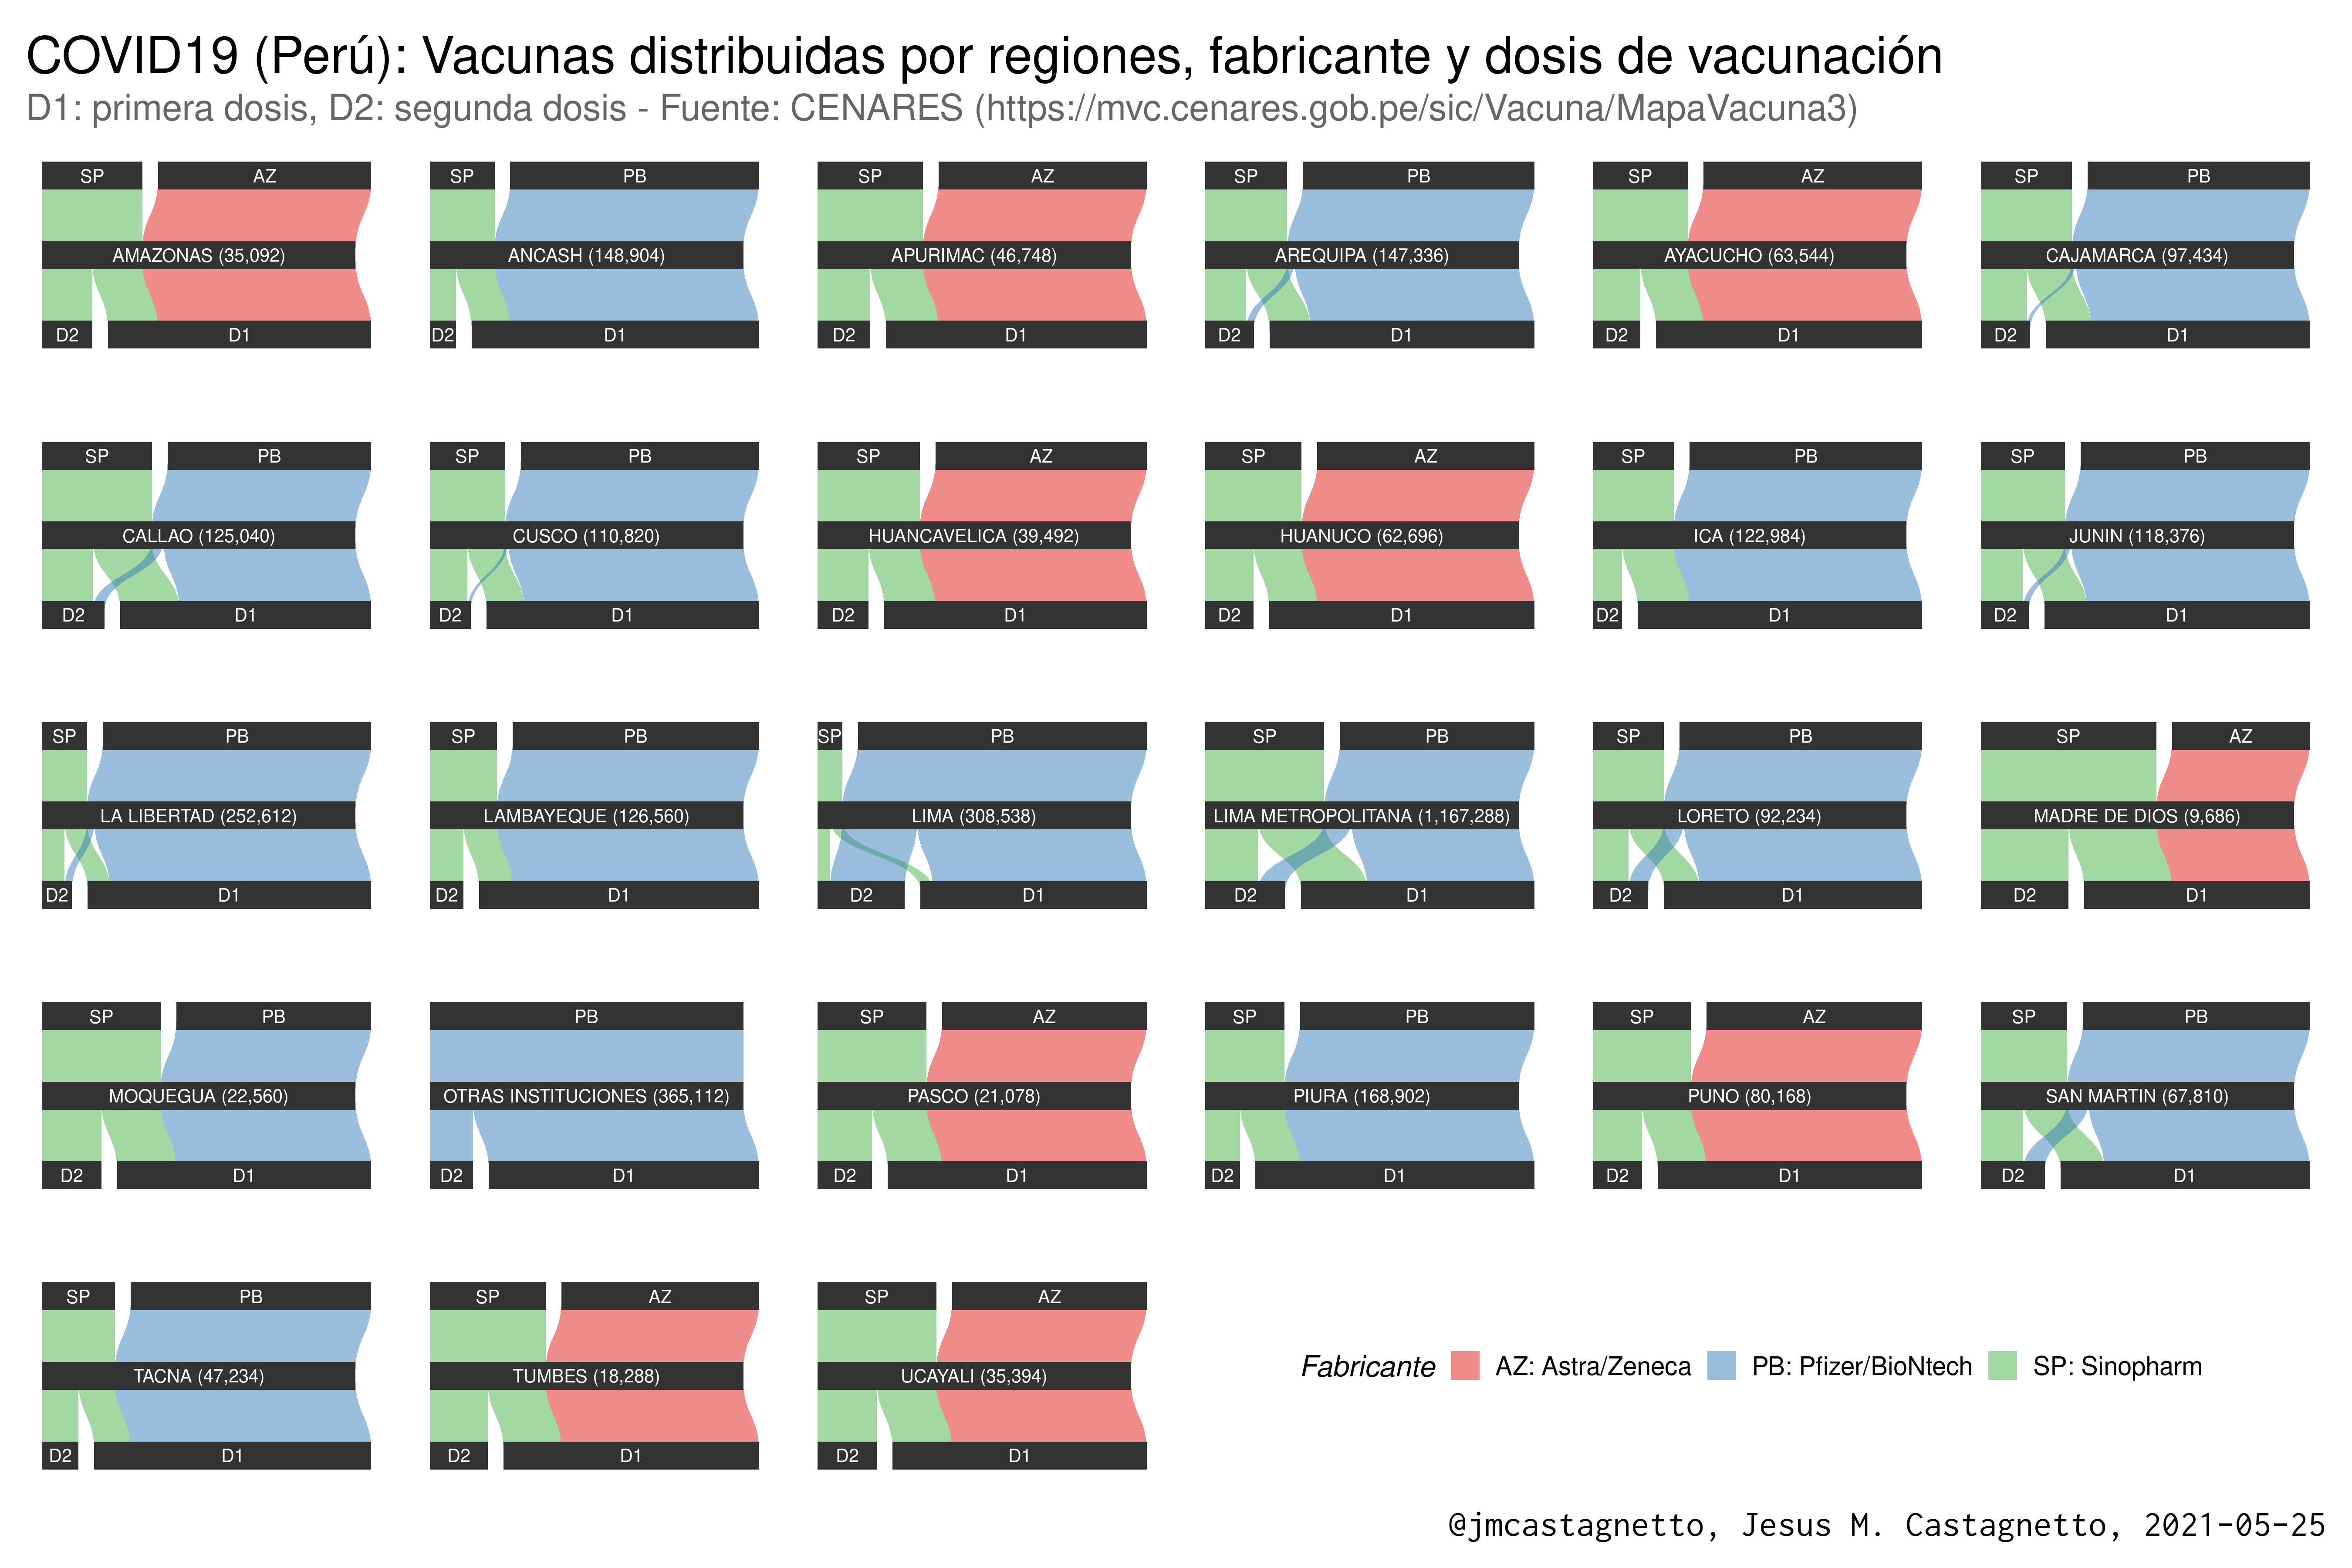 COVID19 (Perú): Vacunas distribuidas por regiones, fabricante y dosis de vacunación
D1: primera dosis, D2: segunda dosis - Fuente: CENARES (https://mvc.cenares.gob.pe/sic/Vacuna/MapaVacuna3)
SP AZ SP PB SP AZ SP PB SP AZ SP PB
AMAZONAS (35,092) ANCASH (148,904) APURIMAC (46,748) AREQUIPA (147,336) AYACUCHO (63,544) CAJAMARCA (97,434)
D2 D1 D2 D1 D2 D1 D2 D1 D2 D1 D2 D1
SP PB SP PB SP AZ SP AZ SP PB SP PB
CALLAO (125,040) CUSCO (110,820) HUANCAVELICA (39,492) HUANUCO (62,696) ICA (122,984) JUNIN (118,376)
D2 D1 D2 D1 D2 D1 D2 D1 D2 D1 D2 D1
SP PB SP PB SP PB SP PB SP PB SP AZ
LA LIBERTAD (252,612) LAMBAYEQUE (126,560) LIMA (308,538) LIMA METROPOLITANA (1,167,288) LORETO (92,234) MADRE DE DIOS (9,686)
D2 D1 D2 D1 D2 D1 D2 D1 D2 D1 D2 D1
SP PB PB SP AZ SP PB SP AZ SP PB
MOQUEGUA (22,560) OTRAS INSTITUCIONES (365,112) PASCO (21,078) PIURA (168,902) PUNO (80,168) SAN MARTIN (67,810)
D2 D1 D2 D1 D2 D1 D2 D1 D2 D1 D2 D1
SP PB SP AZ SP AZ
TACNA (47,234) TUMBES (18,288) UCAYALI (35,394)
D2 D1 D2 D1 D2 D1
Fabricante AZ: Astra/Zeneca PB: Pfizer/BioNtech SP: Sinopharm
@jmcastagnetto, Jesus M. Castagnetto, 2021-05-25